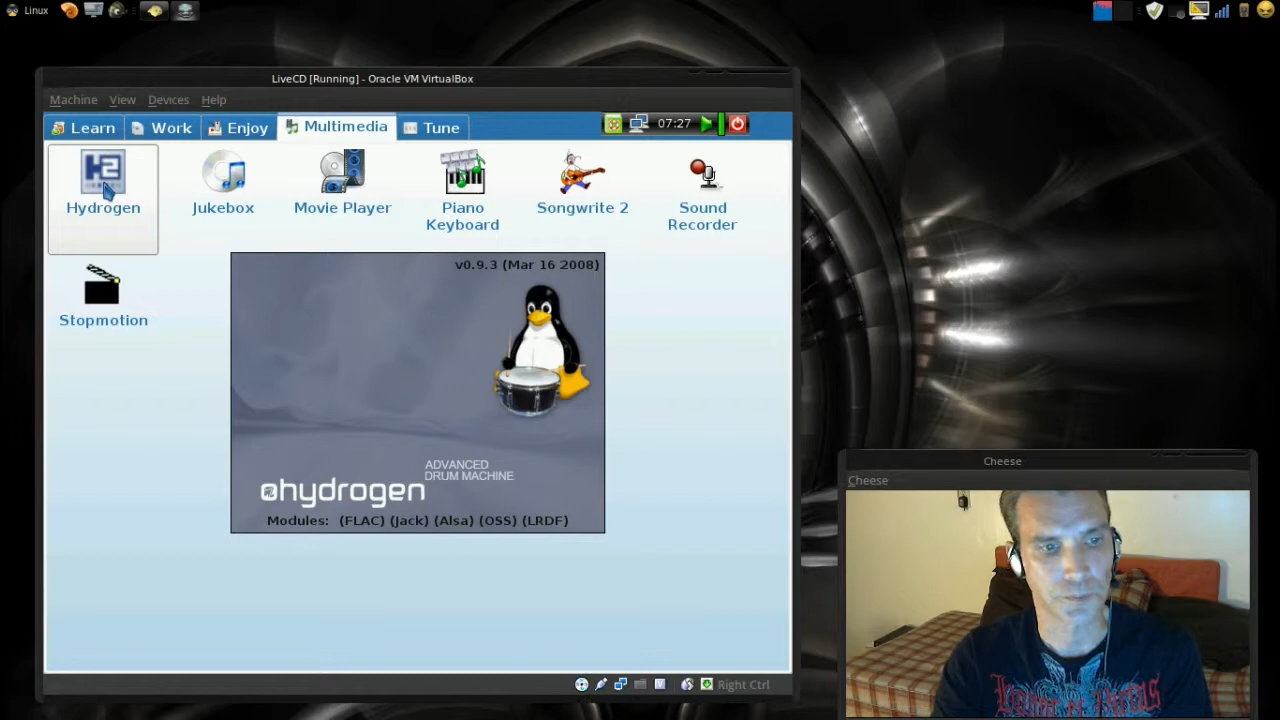 Linux
LiveCD [Running] - Oracle VM VirtualBox
Machine View Devices Help
Learn Work Enjoy Multimedia Tune 07:27
Hydrogen Jukebox Movie Player Piano Keyboard Songwrite 2 Sound Recorder
Stopmotion
v0.9.3 (Mar 16 2008)
ADVANCED
DRUM MACHINE
hydrogen
Modules: (FLAC) (Jack) (Alsa) (OSS) (LRDF)
Right Ctrl
Cheese
Cheese